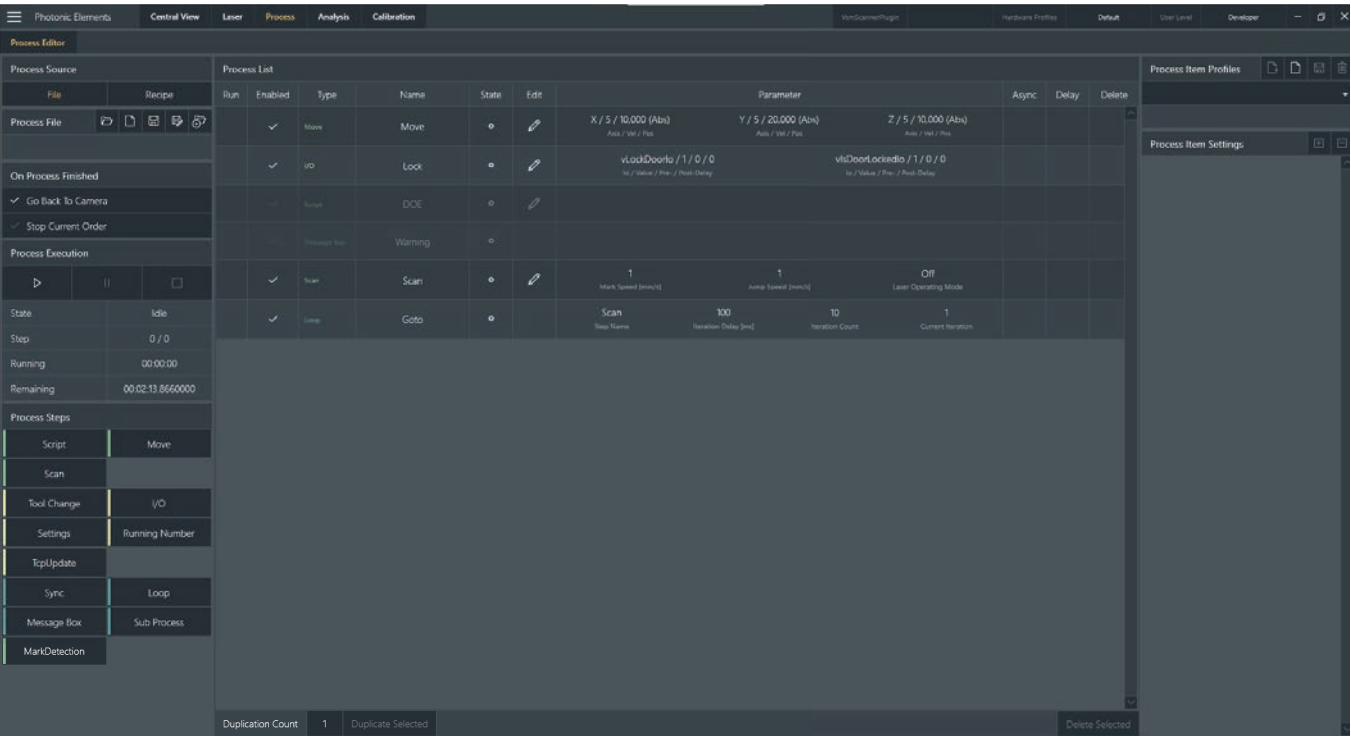 Photonic Elements Central View Laser Process Analysis Calibration VsmScannerPlugin Hardware Profiles Default User Level Developer
Process Editor
Process Source
File Recipe
Process File
On Process Finished
Go Back To Camera
Stop Current Order
Process Execution
State Idle
Step 0 / 0
Running 00:00:00
Remaining 00:02:13.8660000
Process Steps
Script Move
Scan
Tool Change I/O
Settings Running Number
TcpUpdate
Sync Loop
Message Box Sub Process
MarkDetection
Process List
Run Enabled Type Name State Edit Parameter Async Delay Delete
Move Move X / 5 / 10,000 (Abs) Y / 5 / 20,000 (Abs) Z / 5 / 10,000 (Abs)
Axis / Vel / Pos Axis / Vel / Pos Axis / Vel / Pos
I/O Lock vLockDoorIo / 1 / 0 / 0 vIsDoorLockedIo / 1 / 0 / 0
Io / Value / Pre- / Post-Delay Io / Value / Pre- / Post-Delay
Script DOE
Message Box Warning
Scan Scan 1 1 Off
Mark Speed [mm/s] Jump Speed [mm/s] Laser Operating Mode
Loop Goto Scan 100 10 1
Step Name Iteration Delay [ms] Iteration Count Current Iteration
Duplication Count 1 Duplicate Selected Delete Selected
Process Item Profiles
Process Item Settings